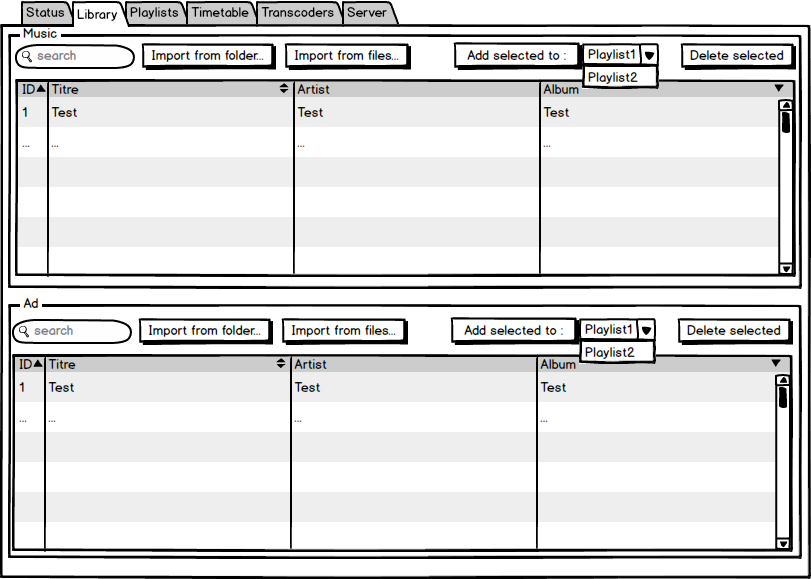 Status Library Playlists Timetable Transcoders Server
Music
search Import from folder... Import from files... Add selected to : Playlist1 Delete selected
Playlist2
ID Titre Artist Album
1 Test Test Test
... ... ... ...
Ad
search Import from folder... Import from files... Add selected to : Playlist1 Delete selected
Playlist2
ID Titre Artist Album
1 Test Test Test
... ... ... ...